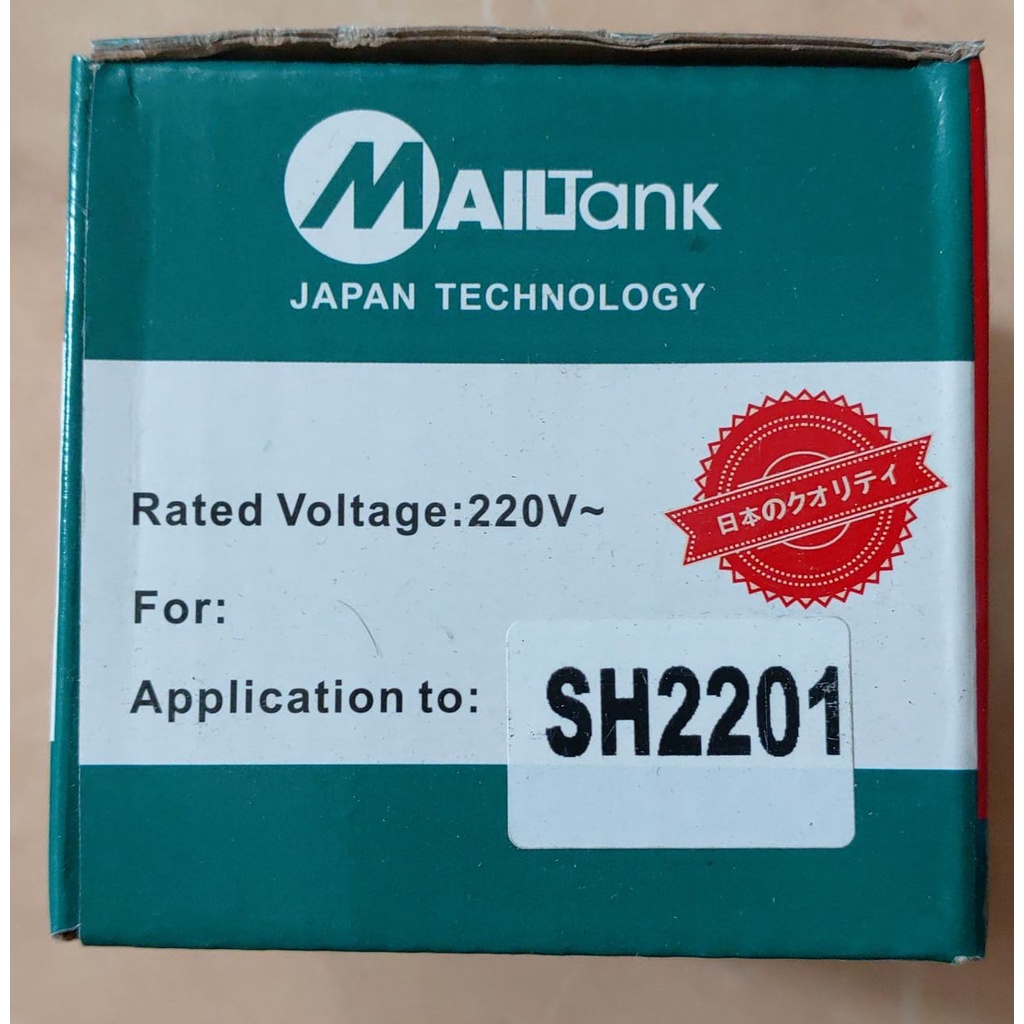 MAILTank
JAPAN TECHNOLOGY
日本のクオリティ
Rated Voltage:220V~
For:
Application to:
SH2201